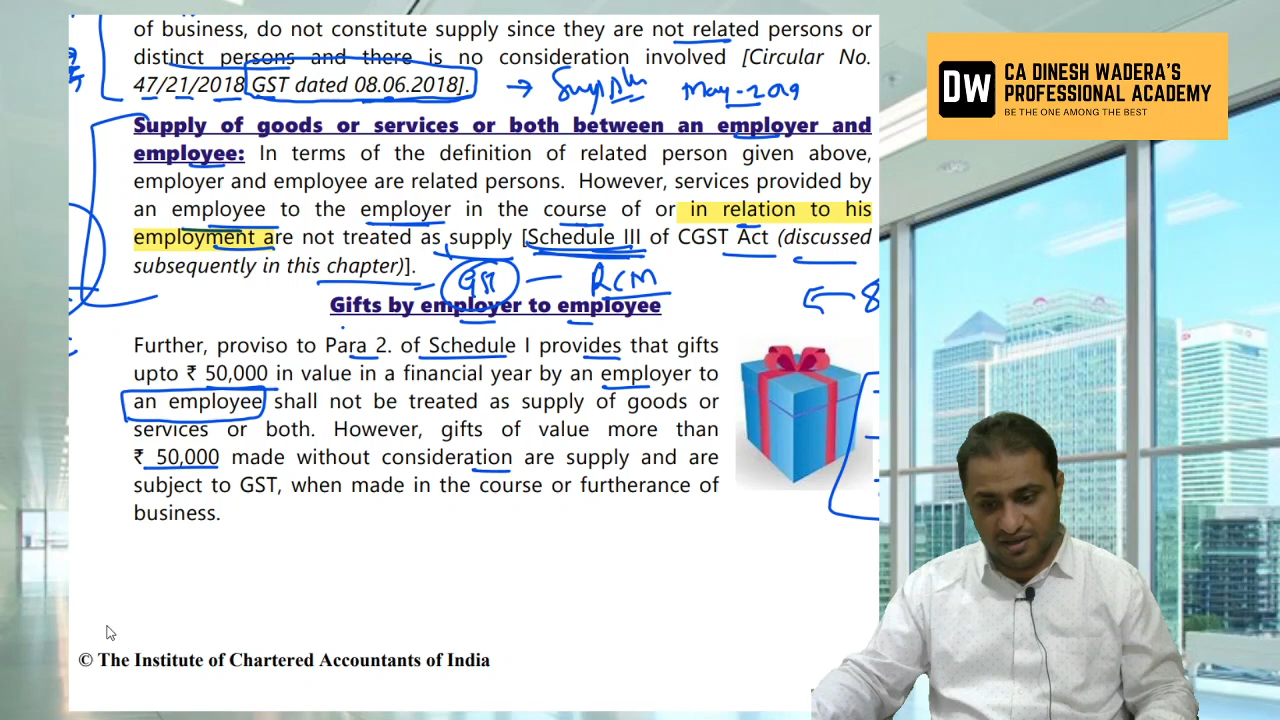 of business, do not constitute supply since they are not related persons or
distinct persons and there is no consideration involved [Circular No.
47/21/2018 GST dated 08.06.2018].
→ Supply May-2019
Supply of goods or services or both between an employer and
employee: In terms of the definition of related person given above,
employer and employee are related persons. However, services provided by
an employee to the employer in the course of or in relation to his
employment are not treated as supply [Schedule III of CGST Act (discussed
subsequently in this chapter)].
GST — RCM
Gifts by employer to employee
Further, proviso to Para 2. of Schedule I provides that gifts
upto ₹ 50,000 in value in a financial year by an employer to
an employee shall not be treated as supply of goods or
services or both. However, gifts of value more than
₹ 50,000 made without consideration are supply and are
subject to GST, when made in the course or furtherance of
business.
© The Institute of Chartered Accountants of India
DW
CA DINESH WADERA'S
PROFESSIONAL ACADEMY
BE THE ONE AMONG THE BEST